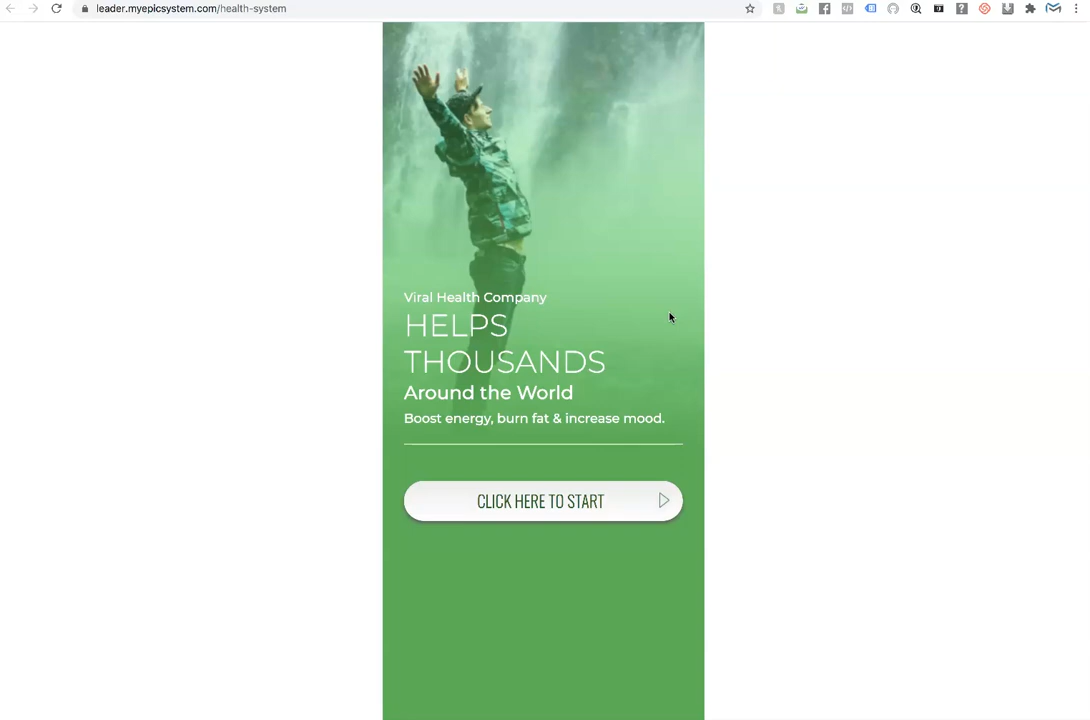 leader.myepicsystem.com/health-system
Viral Health Company
HELPS
THOUSANDS
Around the World
Boost energy, burn fat & increase mood.
CLICK HERE TO START